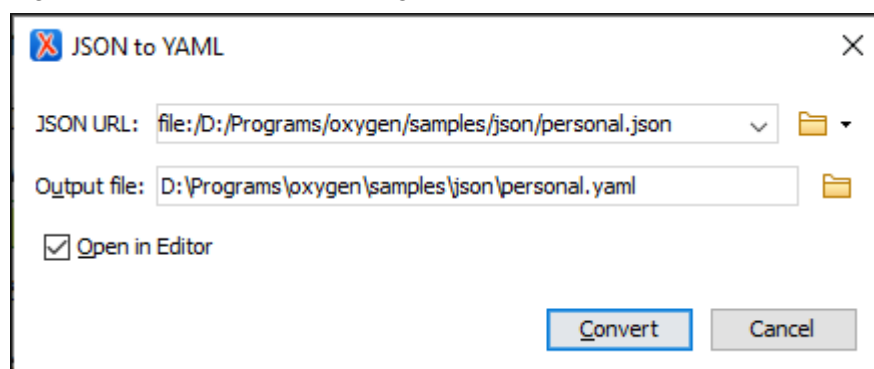 JSON to YAML
JSON URL: file:/D:/Programs/oxygen/samples/json/personal.json
Output file: D:\Programs\oxygen\samples\json\personal.yaml
Open in Editor
Convert Cancel